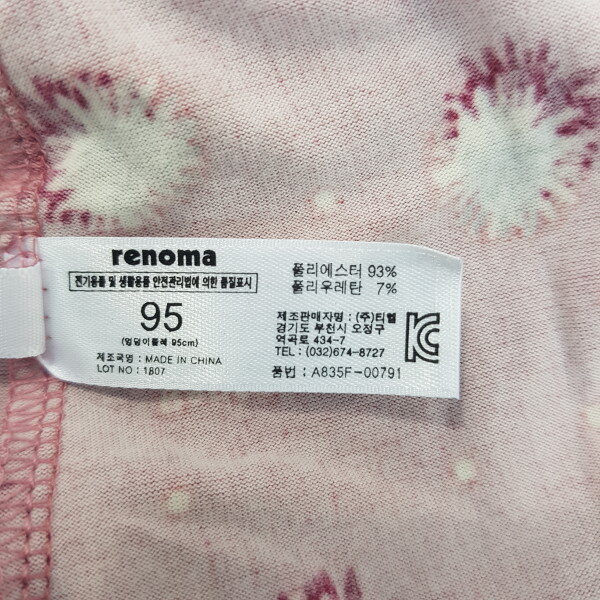 renoma
전기용품 및 생활용품 안전관리법에 의한 품질표시
95
(엉덩이둘레 95cm)
제조국명 : MADE IN CHINA
LOT NO : 1807
폴리에스터 93%
폴리우레탄 7%
제조판매자명 : (주)티엘
경기도 부천시 오정구
역곡로 434-7
TEL : (032)674-8727
품번 : A835F-00791